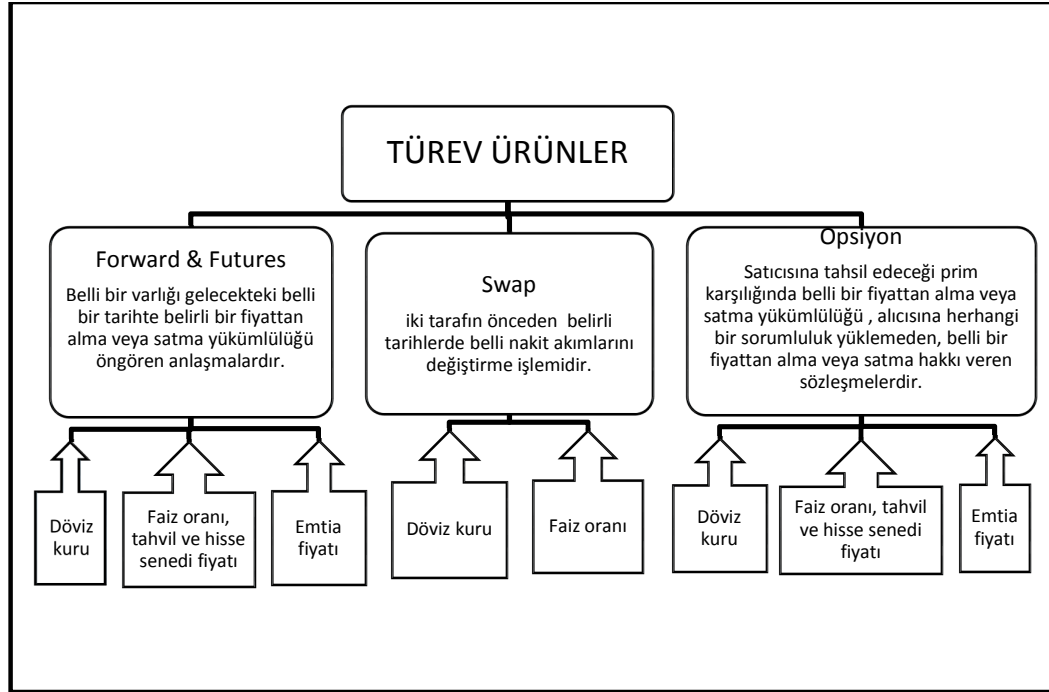 TÜREV ÜRÜNLER
Forward & Futures
Belli bir varlığı gelecekteki belli
bir tarihte belirli bir fiyattan
alma veya satma yükümlülüğü
öngören anlaşmalardır.
Swap
iki tarafın önceden belirli
tarihlerde belli nakit akımlarını
değiştirme işlemidir.
Opsiyon
Satıcısına tahsil edeceği prim
karşılığında belli bir fiyattan alma veya
satma yükümlülüğü , alıcısına herhangi
bir sorumluluk yüklemeden, belli bir
fiyattan alma veya satma hakkı veren
sözleşmelerdir.
Döviz
kuru
Faiz oranı,
tahvil ve hisse
senedi fiyatı
Emtia
fiyatı
Döviz kuru
Faiz oranı
Döviz
kuru
Faiz oranı, tahvil
ve hisse senedi
fiyatı
Emtia
fiyatı